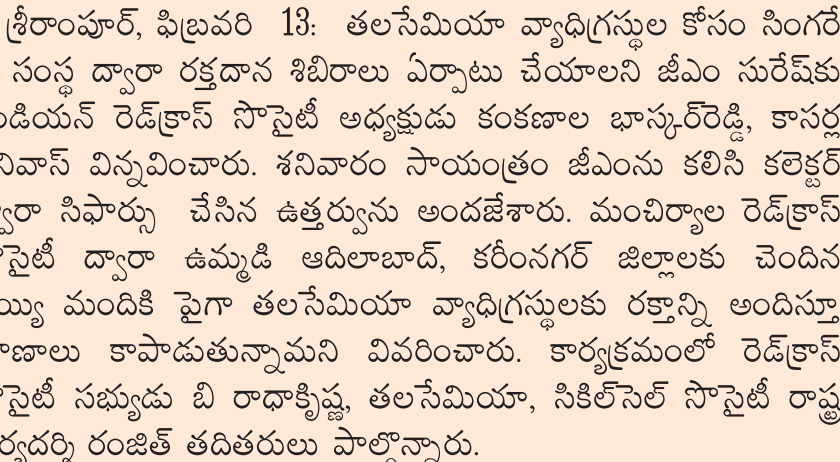 శ్రీరాంపూర్, ఫిబ్రవరి 13: తలసేమియా వ్యాధిగ్రస్థుల కోసం సింగరే
సంస్థ ద్వారా రక్తదాన శిబిరాలు ఏర్పాటు చేయాలని జీఎం సురేష్‌కు
డియన్ రెడ్‌క్రాస్ సొసైటీ అధ్యక్షుడు కంకణాల భాస్కర్‌రెడ్డి, కాసర్ల
నివాస్ విన్నవించారు. శనివారం సాయంత్రం జీఎంను కలిసి కలెక్టర్
వ్రరా సిఫార్సు చేసిన ఉత్తర్వును అందజేశారు. మంచిర్యాల రెడ్‌క్రాస్
సైటీ ద్వారా ఉమ్మడి ఆదిలాబాద్, కరీంనగర్ జిల్లాలకు చెందిన
య్యి మందికి పైగా తలసేమియా వ్యాధిగ్రస్థులకు రక్తాన్ని అందిస్తూ
ణాలు కాపాడుతున్నామని వివరించారు. కార్యక్రమంలో రెడ్‌క్రాస్
సైటీ సభ్యుడు బి రాధాకృిష్ణ, తలసేమియా, సికిల్‌సెల్ సొసైటీ రాష్ట్ర
ర్యదర్శి రంజిత్ తదితరులు పాల్గొన్నారు.